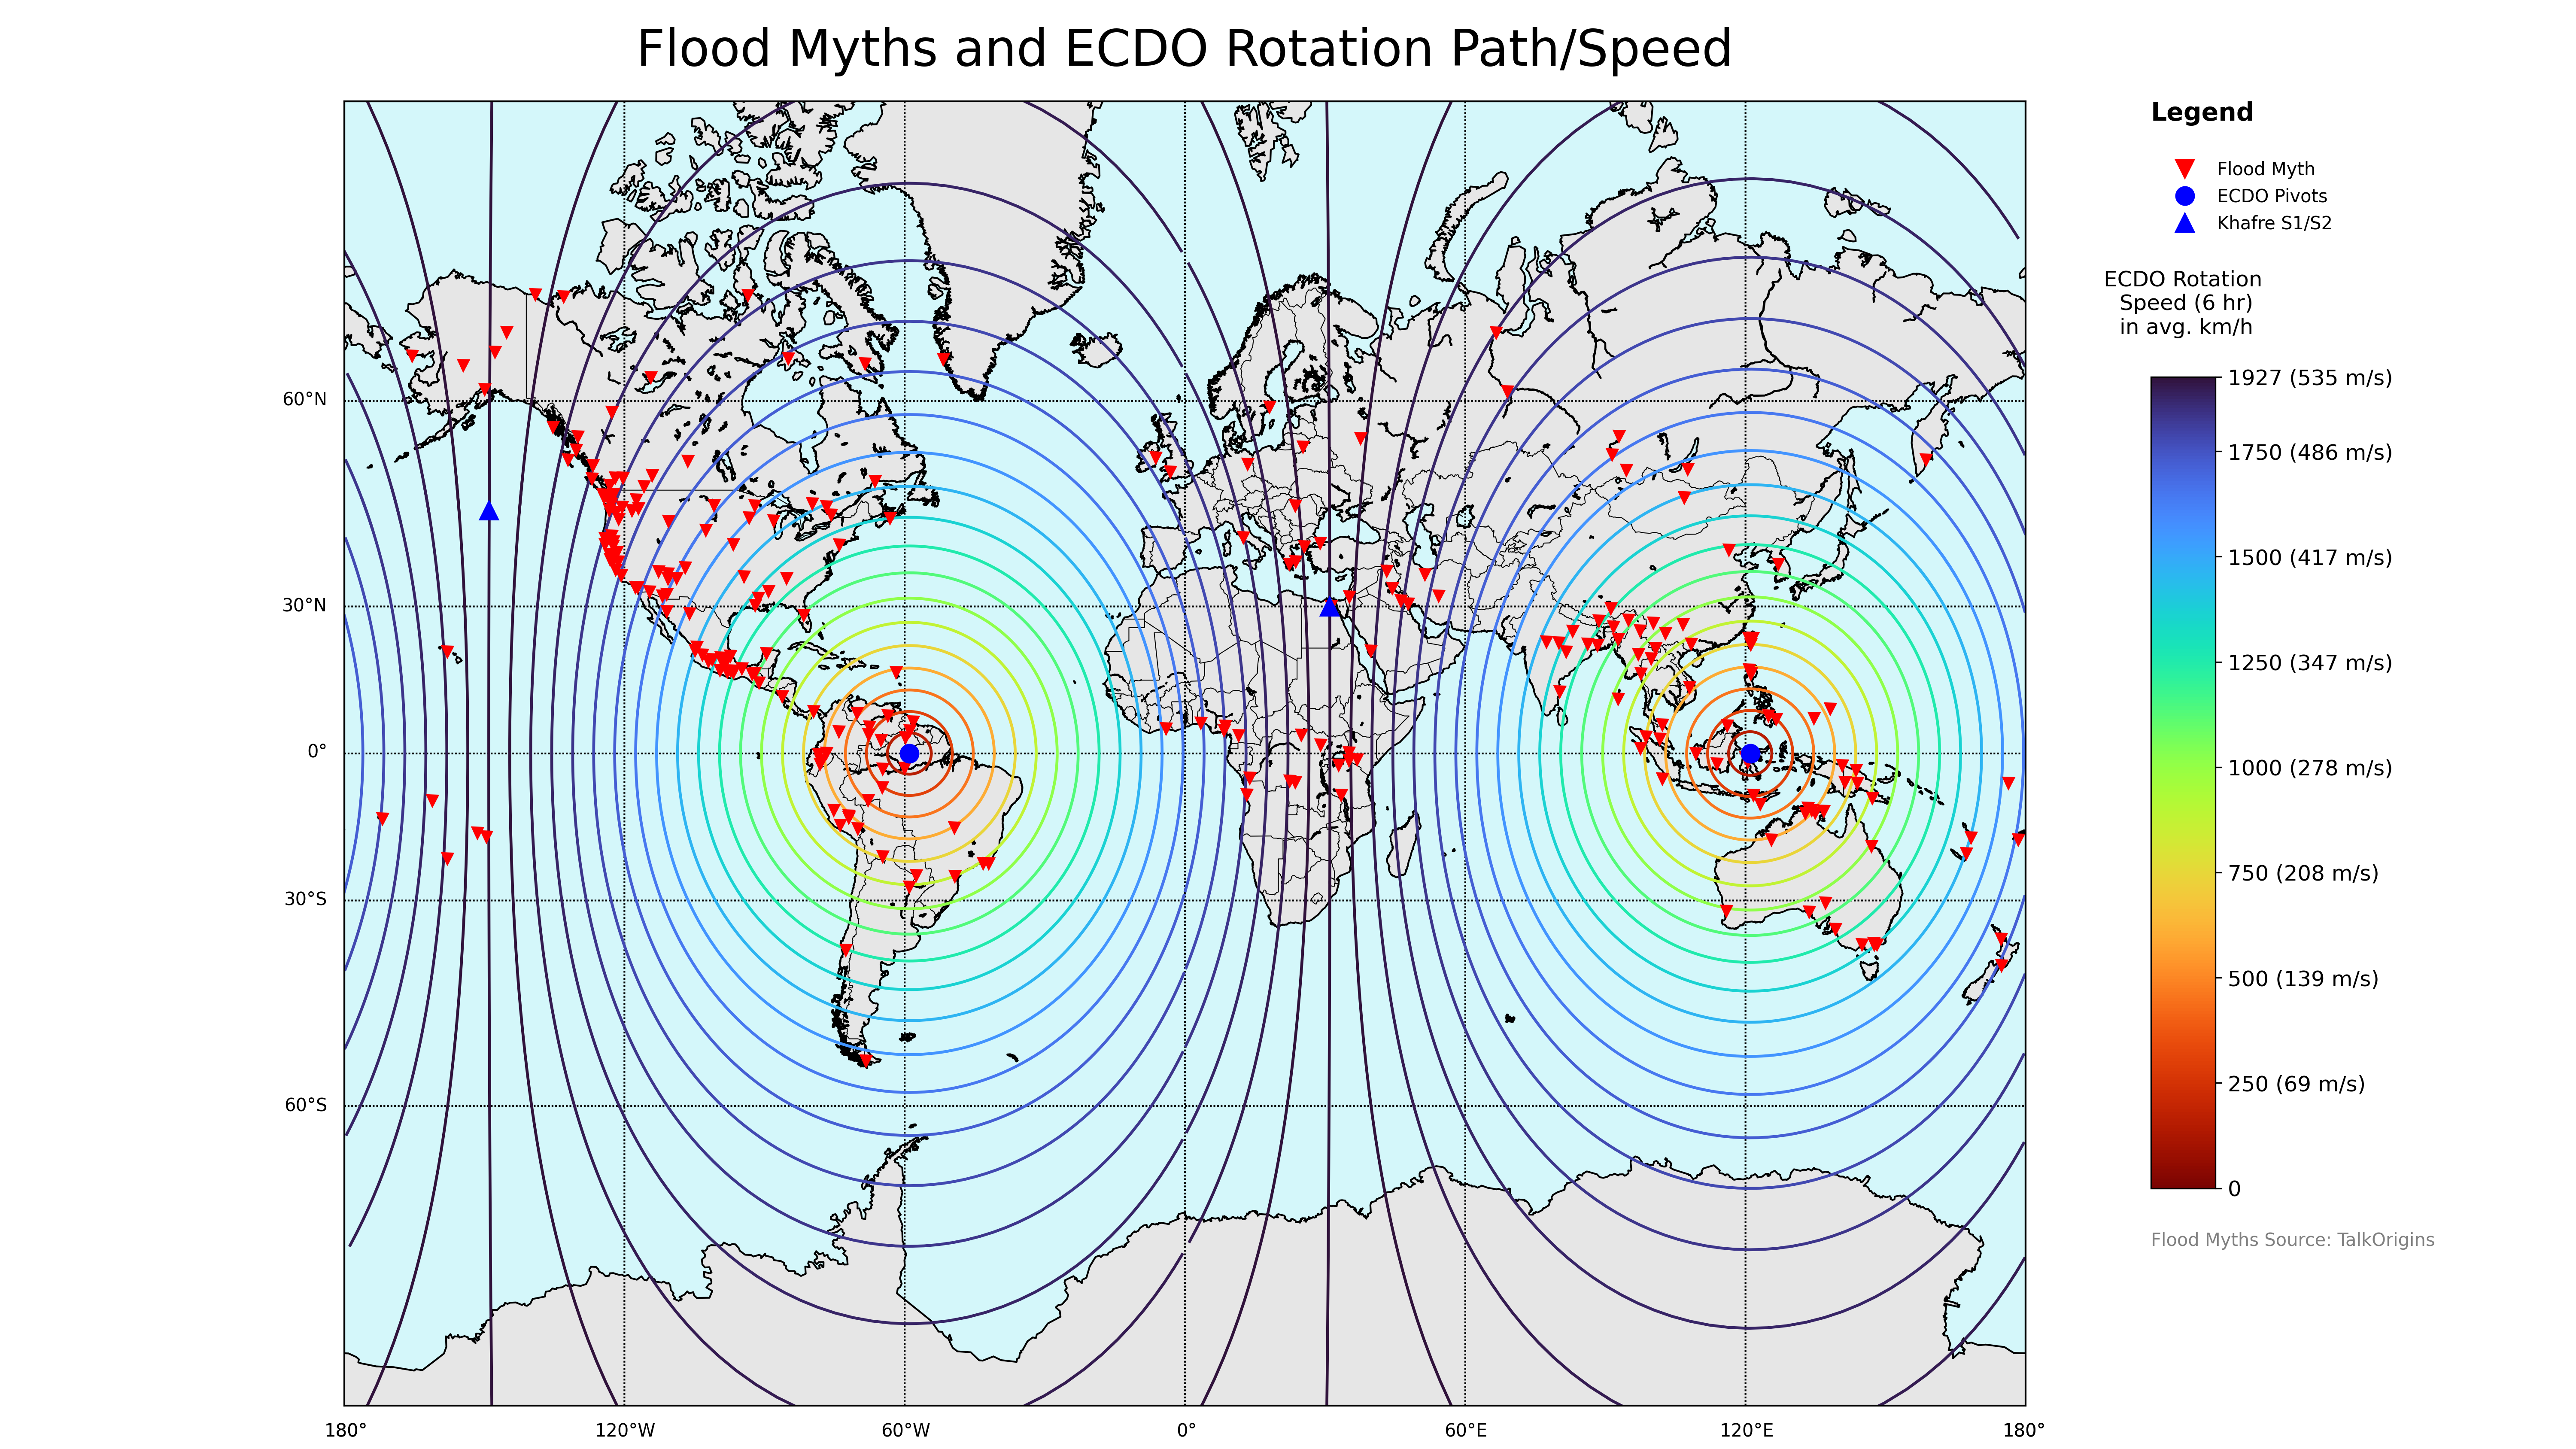 Flood Myths and ECDO Rotation Path/Speed
Legend
Flood Myth
ECDO Pivots
Khafre S1/S2
ECDO Rotation
Speed (6 hr)
in avg. km/h
1927 (535 m/s)
1750 (486 m/s)
1500 (417 m/s)
1250 (347 m/s)
1000 (278 m/s)
750 (208 m/s)
500 (139 m/s)
250 (69 m/s)
0
Flood Myths Source: TalkOrigins
60°N
30°N
0°
30°S
60°S
180°
120°W
60°W
0°
60°E
120°E
180°